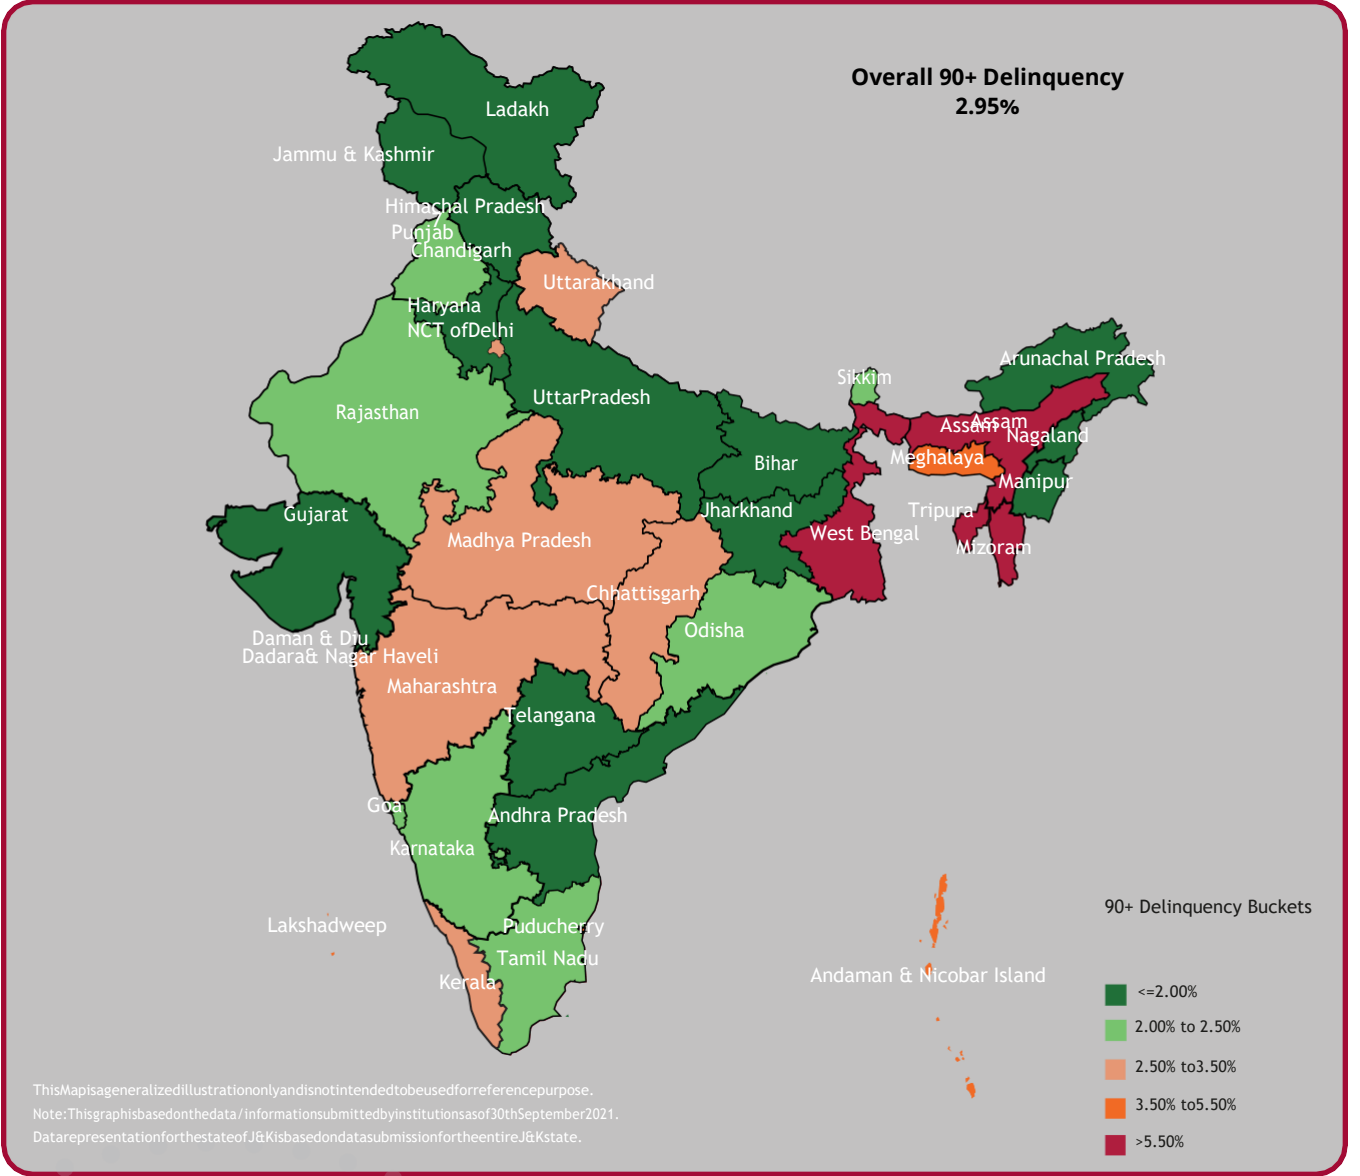 Overall 90+ Delinquency
2.95%
Ladakh
Jammu & Kashmir
Himachal Pradesh
7
Punjab
Chandigarh
Uttarakhand
Haryana
NCT ofDelhi
Arunachal Pradesh
Sikkim
UttarPradesh
Rajasthan
Assam
Assam
Nagaland
Bihar
Meghalaya
Manipur
Gujarat
Jharkhand
Tripura
West Bengal
Madhya Pradesh
Mizoram
Chhattisgarh
Odisha
Daman & Diu
Dadara& Nagar Haveli
Maharashtra
Telangana
Goa
Andhra Pradesh
Karnataka
Lakshadweep
Puducherry
Tamil Nadu
Kerala
Andaman & Nicobar Island
90+ Delinquency Buckets
<=2.00%
2.00% to 2.50%
2.50% to3.50%
3.50% to5.50%
>5.50%
ThisMapisageneralizedillustrationonlyandisnotintendedtobeusedforreferencepurpose.
Note:Thisgraphisbasedonthedata/informationsubmittedbyinstitutionsasof30thSeptember2021.
DatarepresentationforthestateofJ&KisbasedondatasubmissionfortheentireJ&Kstate.